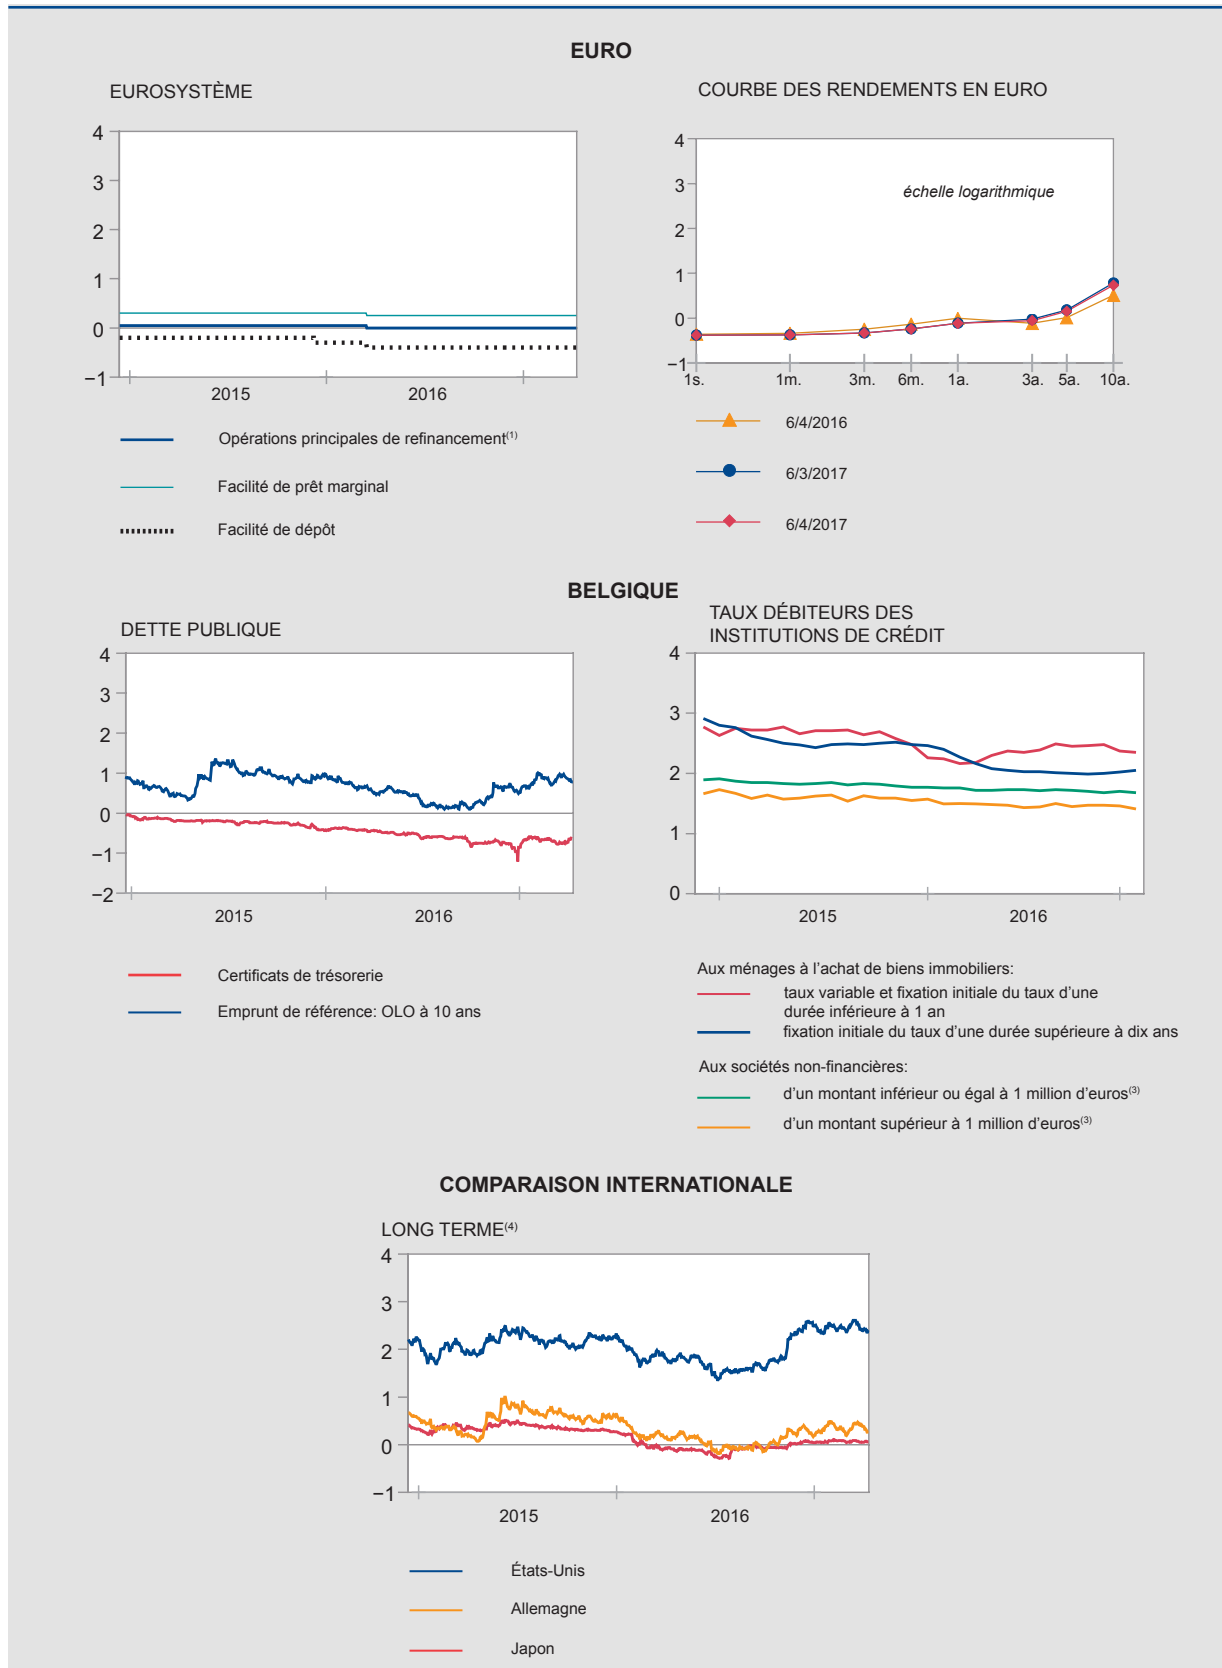 EURO
EUROSYSTÈME
4
3
2
1
0
−1
2015
2016
Opérations principales de refinancement(1)
Facilité de prêt marginal
Facilité de dépôt
COURBE DES RENDEMENTS EN EURO
4
3
2
1
0
−1
échelle logarithmique
1s.
1m.
3m.
6m.
1a.
3a.
5a.
10a.
6/4/2016
6/3/2017
6/4/2017
BELGIQUE
DETTE PUBLIQUE
4
3
2
1
0
−1
−2
2015
2016
Certificats de trésorerie
Emprunt de référence: OLO à 10 ans
TAUX DÉBITEURS DES
INSTITUTIONS DE CRÉDIT
4
3
2
1
0
2015
2016
Aux ménages à l’achat de biens immobiliers:
taux variable et fixation initiale du taux d’une
durée inférieure à 1 an
fixation initiale du taux d’une durée supérieure à dix ans
Aux sociétés non-financières:
d’un montant inférieur ou égal à 1 million d’euros(3)
d’un montant supérieur à 1 million d’euros(3)
COMPARAISON INTERNATIONALE
LONG TERME(4)
4
3
2
1
0
−1
2015
2016
États-Unis
Allemagne
Japon